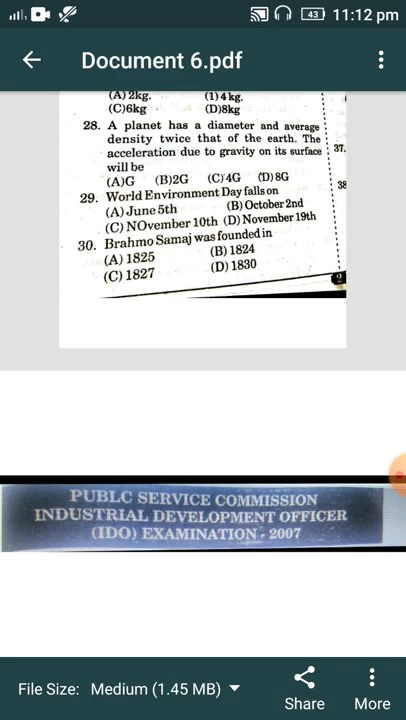 43 11:12 pm
Document 6.pdf
(A) 2kg. (1) 4 kg.
(C)6kg (D)8kg
28. A planet has a diameter and average
density twice that of the earth. The
acceleration due to gravity on its surface
will be
(A)G (B)2G (C)4G (D)8G
29. World Environment Day falls on
(A) June 5th (B) October 2nd
(C) NOvember 10th (D) November 19th
30. Brahmo Samaj was founded in
(A) 1825 (B) 1824
(C) 1827 (D) 1830
37.
38
2
PUBLC SERVICE COMMISSION
INDUSTRIAL DEVELOPMENT OFFICER
(IDO) EXAMINATION - 2007
File Size: Medium (1.45 MB)
Share
More